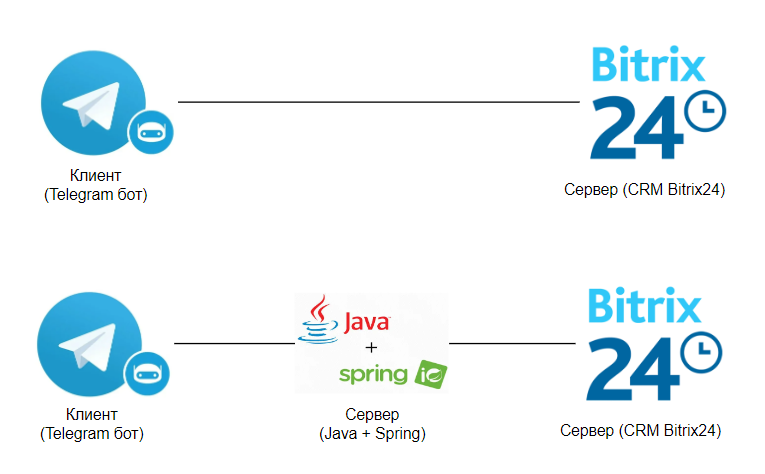 Bitrix
24
Клиент
(Telegram бот)
Сервер (CRM Bitrix24)
Bitrix
24
Java
+
spring
Клиент
(Telegram бот)
Сервер
(Java + Spring)
Сервер (CRM Bitrix24)